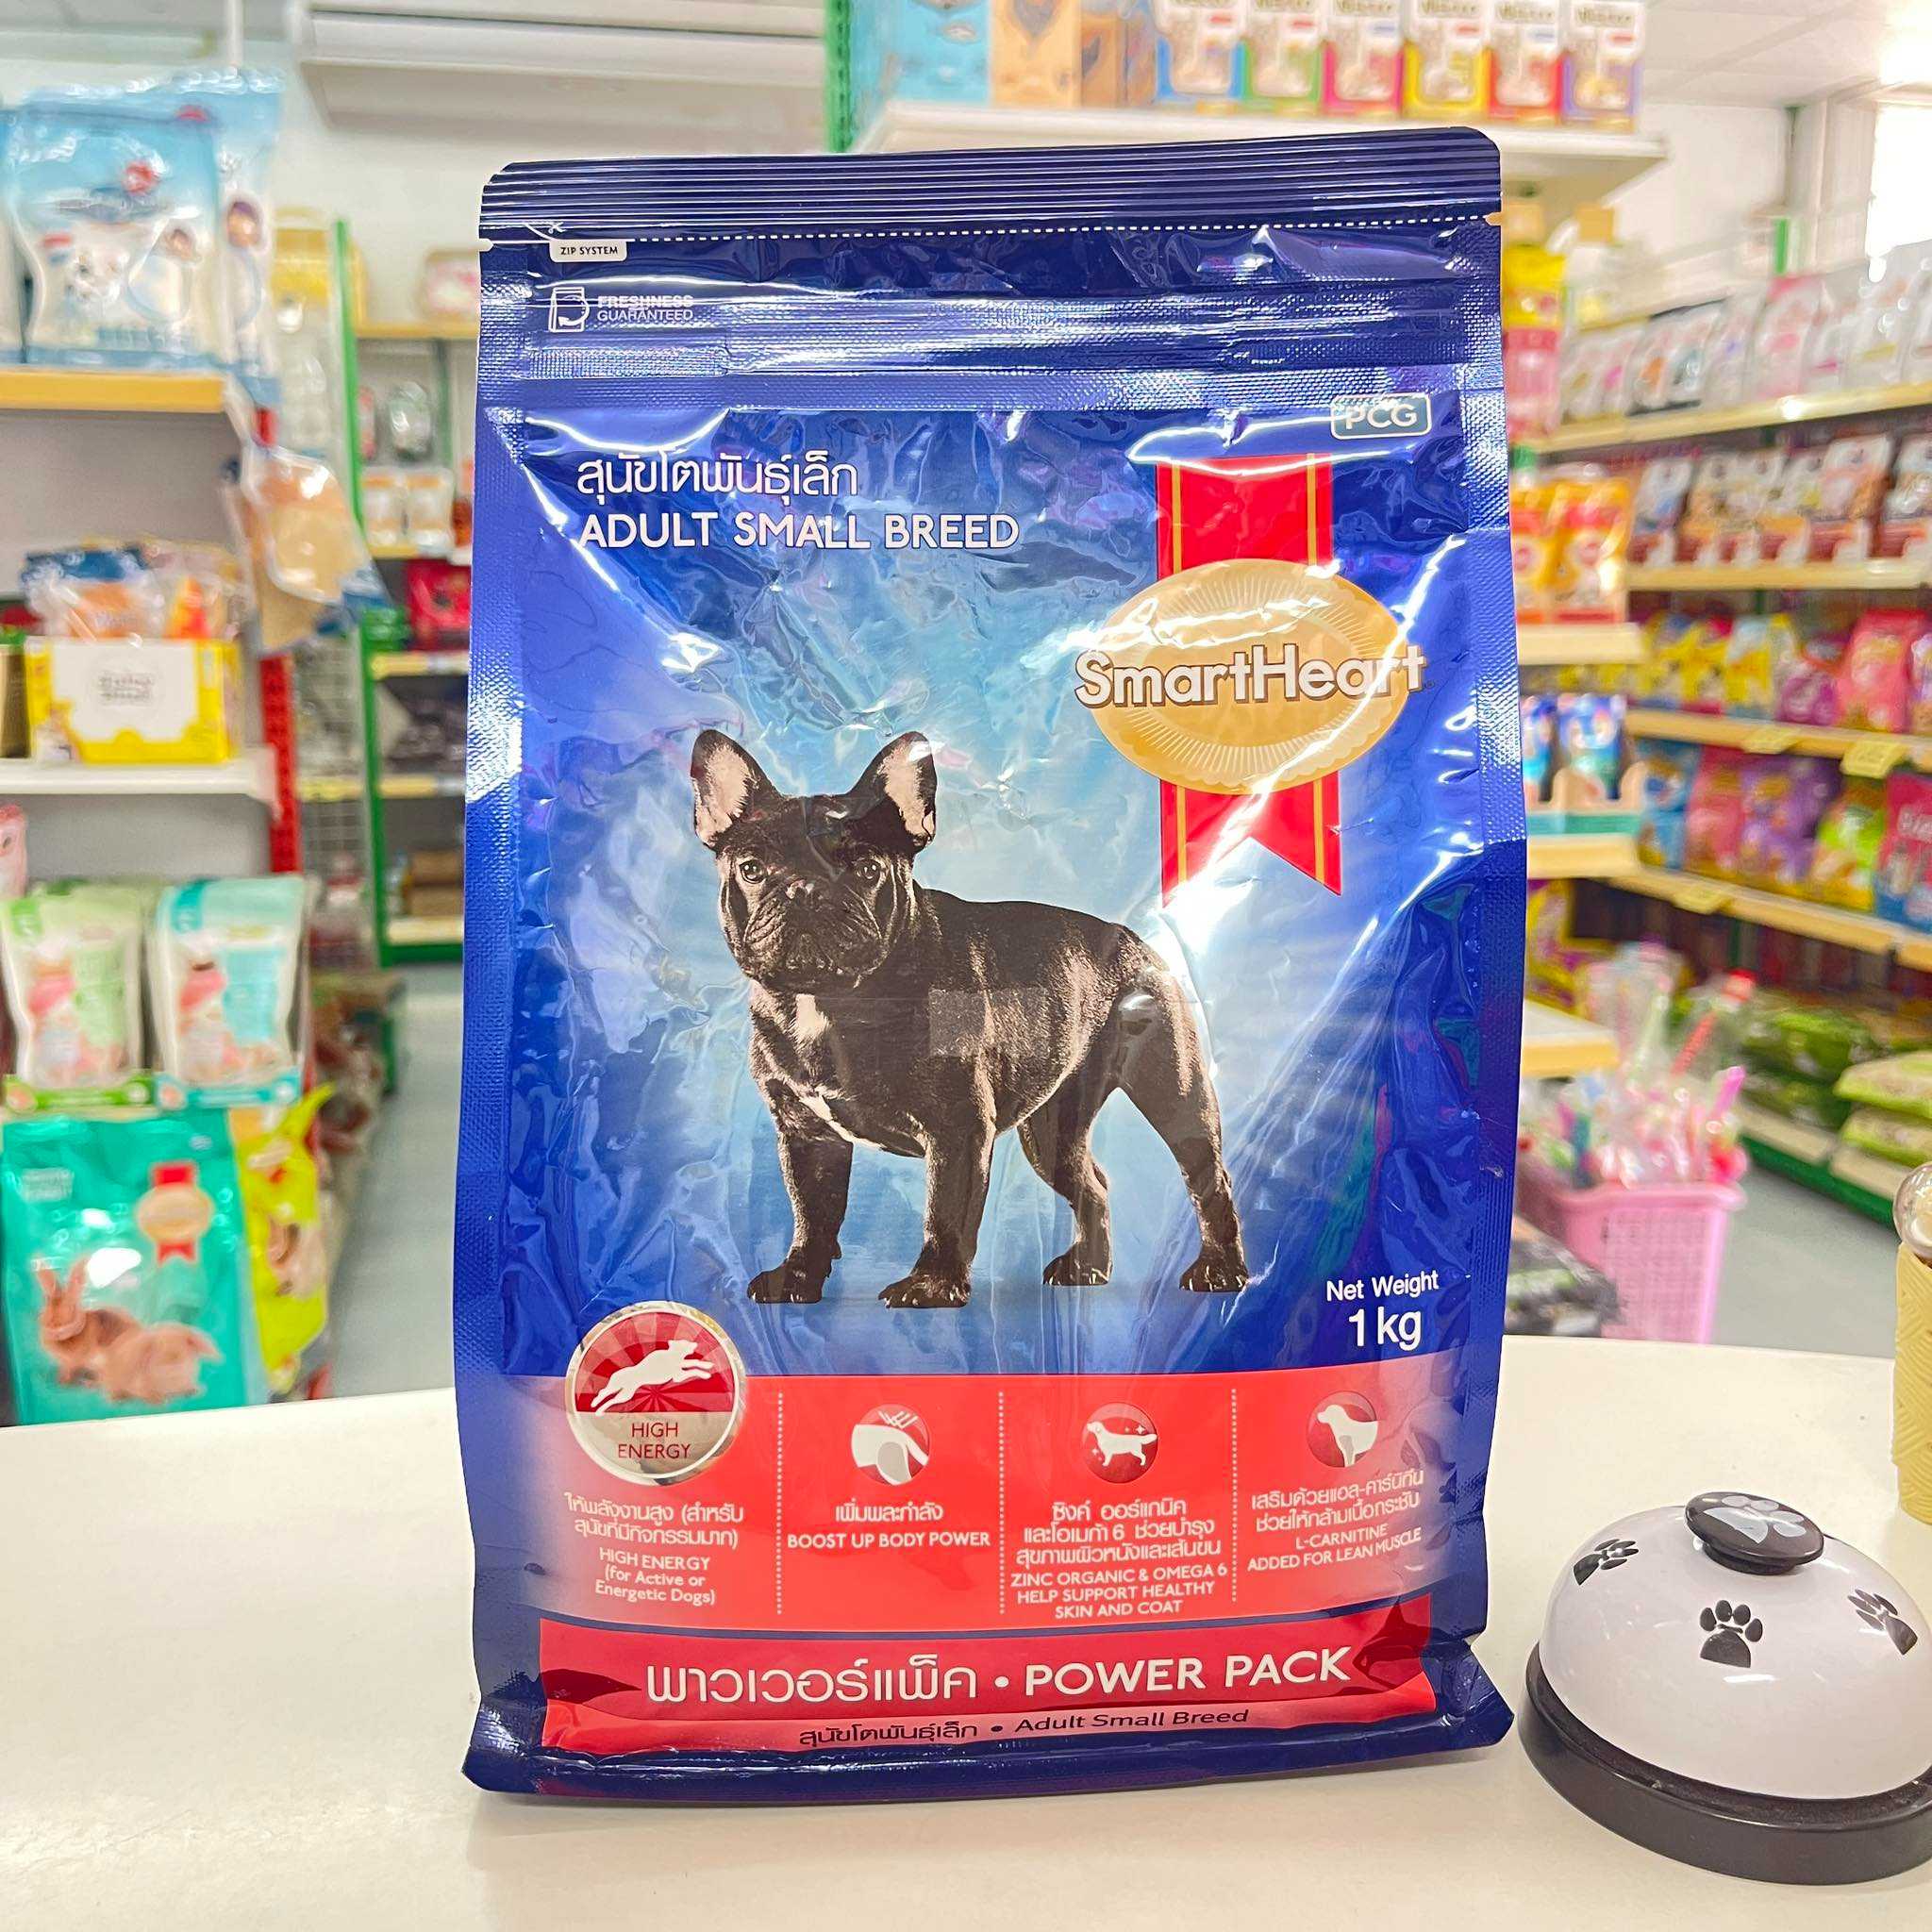 ZIP SYSTEM
FRESHNESS
GUARANTEED
PCG
สุนัขโตพันธุ์เล็ก
ADULT SMALL BREED
SmartHeart
Net Weight
1 kg
HIGH
ENERGY
ให้พลังงานสูง (สำหรับ
สุนัขที่มีกิจกรรมมาก)
HIGH ENERGY
(for Active or
Energetic Dogs)
เพิ่มพละกำลัง
BOOST UP BODY POWER
ซิงค์ ออร์แกนิค
และโอเมก้า 6 ช่วยบำรุง
สุขภาพผิวหนังและเส้นขน
ZINC ORGANIC & OMEGA 6
HELP SUPPORT HEALTHY
SKIN AND COAT
เสริมด้วยแอล-คาร์นิทีน
ช่วยให้กล้ามเนื้อกระชับ
L-CARNITINE
ADDED FOR LEAN MUSCLE
พาวเวอร์แพ็ค • POWER PACK
สุนัขโตพันธุ์เล็ก • Adult Small Breed